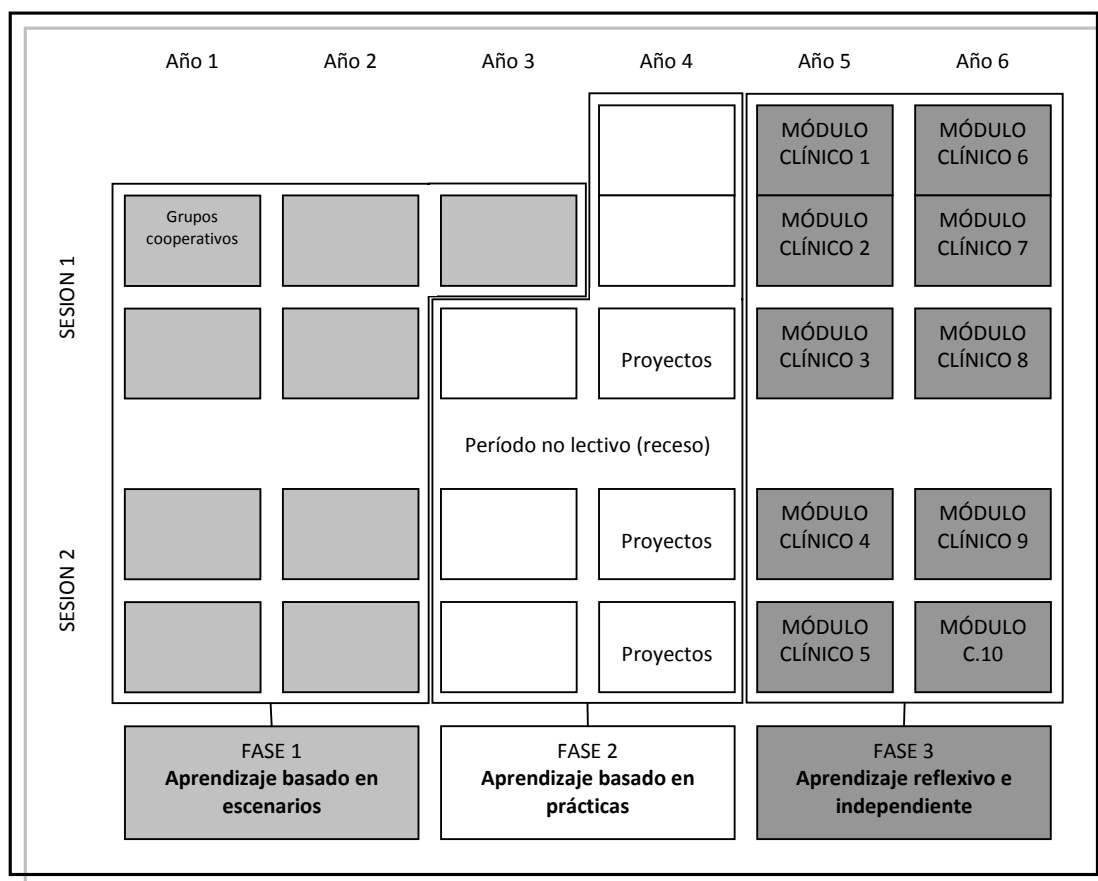 Año 1 Año 2 Año 3 Año 4 Año 5 Año 6
SESION 1
MÓDULO
CLÍNICO 1
MÓDULO
CLÍNICO 6
Grupos
cooperativos
MÓDULO
CLÍNICO 2
MÓDULO
CLÍNICO 7
Proyectos
MÓDULO
CLÍNICO 3
MÓDULO
CLÍNICO 8
Período no lectivo (receso)
SESION 2
Proyectos
MÓDULO
CLÍNICO 4
MÓDULO
CLÍNICO 9
Proyectos
MÓDULO
CLÍNICO 5
MÓDULO
C.10
FASE 1
Aprendizaje basado en
escenarios
FASE 2
Aprendizaje basado en
prácticas
FASE 3
Aprendizaje reflexivo e
independiente